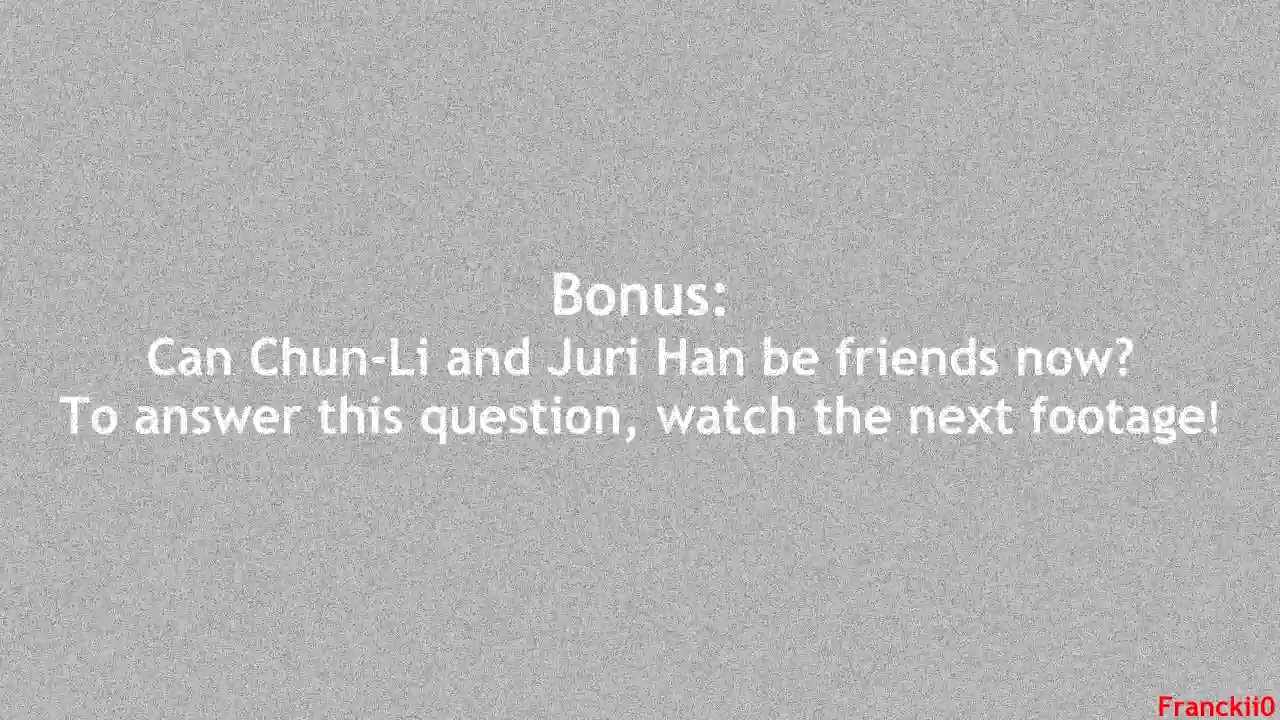 Bonus:
Can Chun-Li and Juri Han be friends now?
To answer this question, watch the next footage!
Franckii0